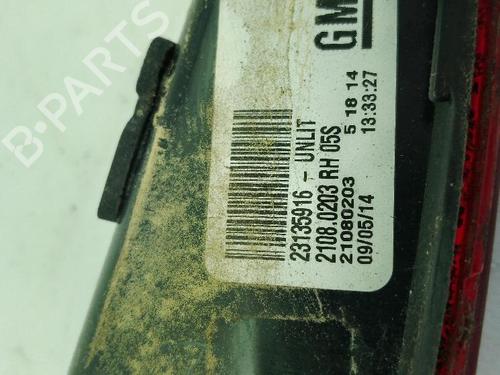 GM
23135916 - UNLIT
2108.0203 RH 05S
21080203 5 18 14
09/05/14 13:33:27
B-PARTS